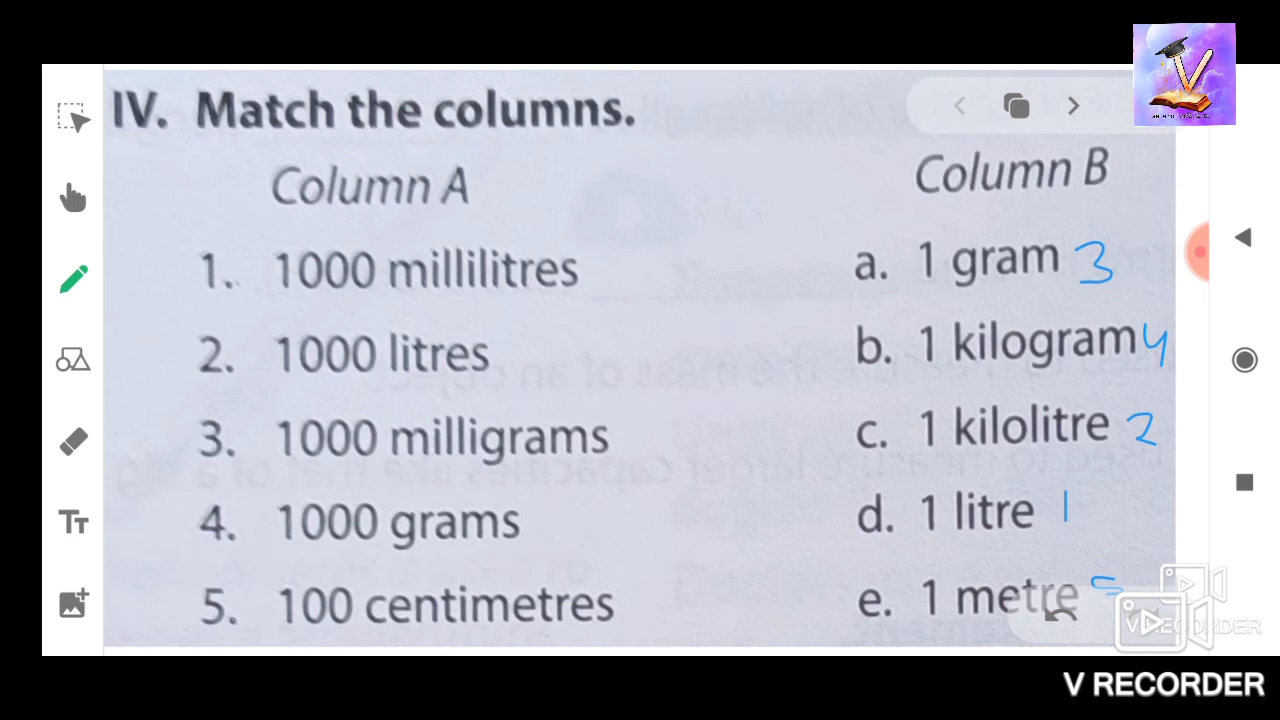 IV. Match the columns.
Column A Column B
1. 1000 millilitres a. 1 gram 3
2. 1000 litres b. 1 kilogram 4
3. 1000 milligrams c. 1 kilolitre 2
4. 1000 grams d. 1 litre 1
5. 100 centimetres e. 1 metre 5
V RECORDER